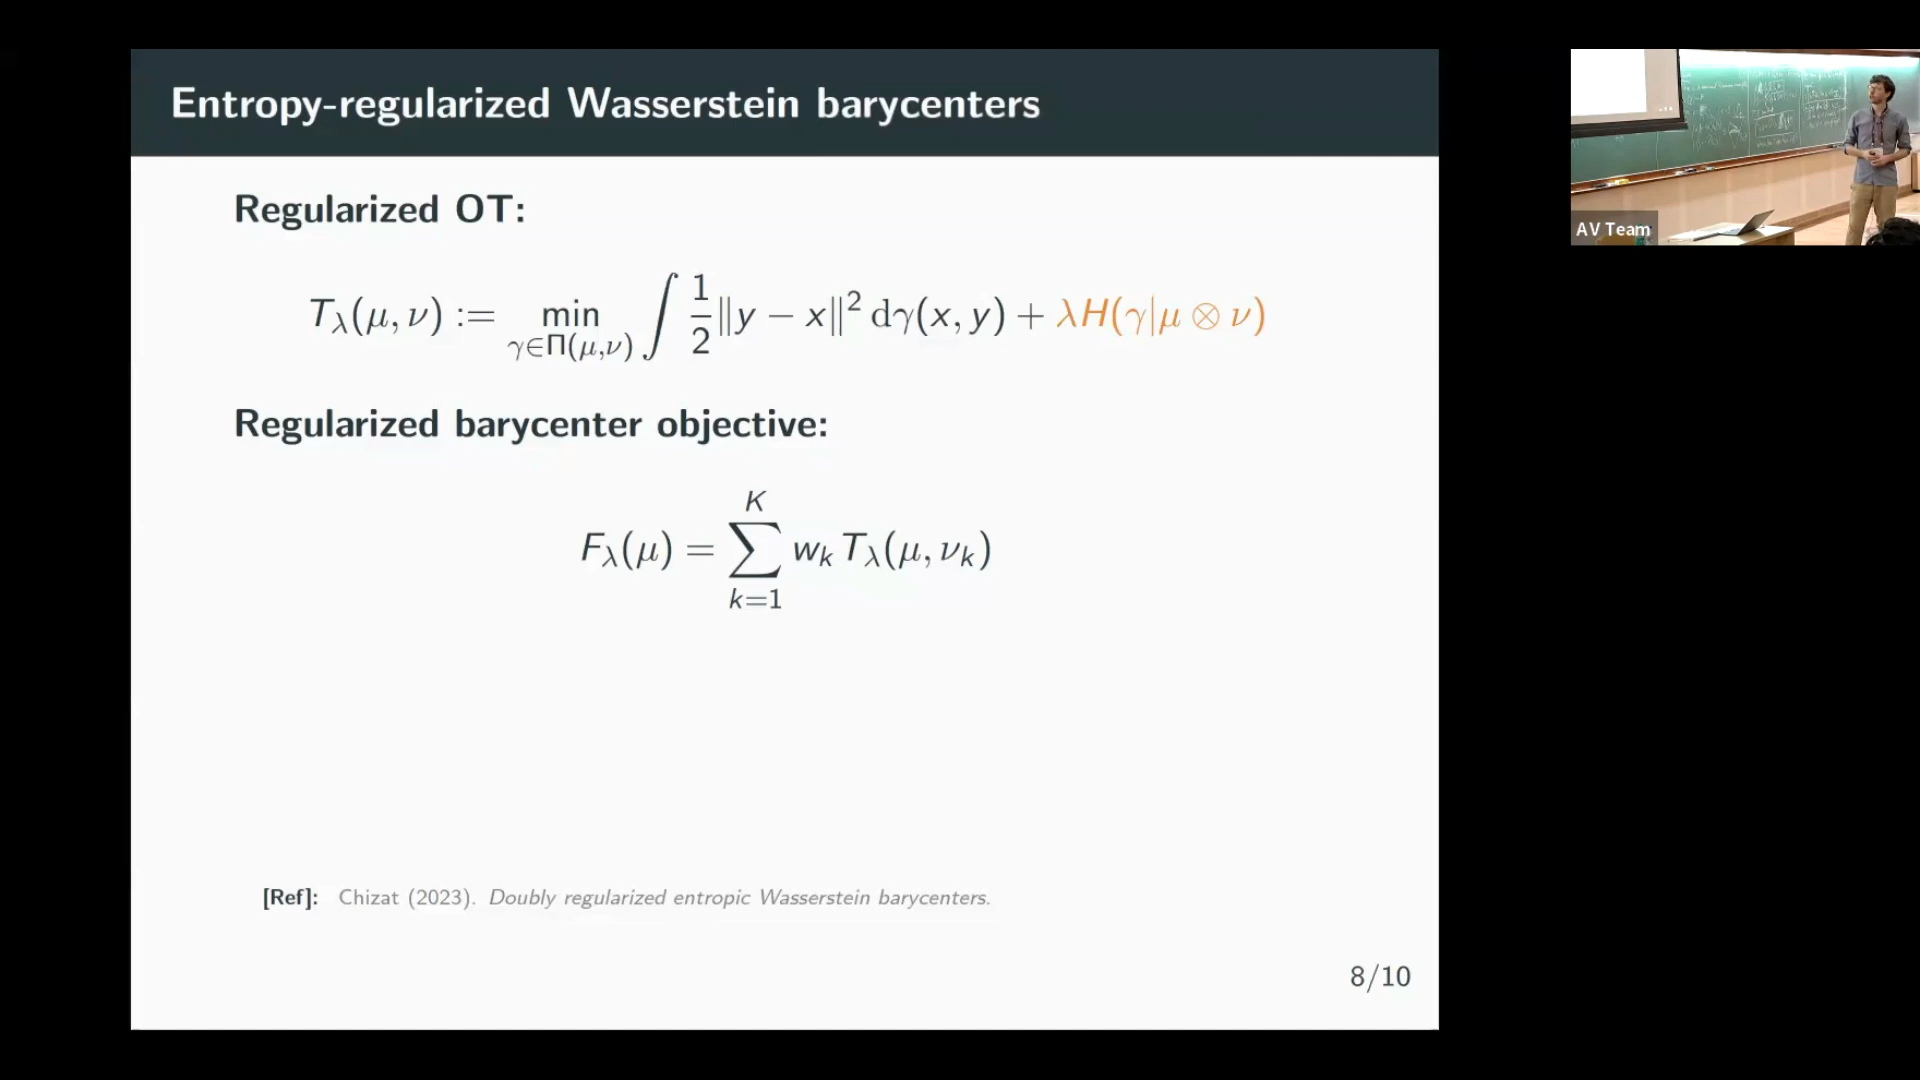 Entropy-regularized Wasserstein barycenters
Regularized OT:
T_λ(μ, ν) := min_{γ∈Π(μ,ν)} ∫ 1/2 ‖y − x‖² dγ(x, y) + λH(γ|μ ⊗ ν)
Regularized barycenter objective:
F_λ(μ) = ∑_{k=1}^{K} w_k T_λ(μ, ν_k)
[Ref]: Chizat (2023). Doubly regularized entropic Wasserstein barycenters.
8/10
AV Team